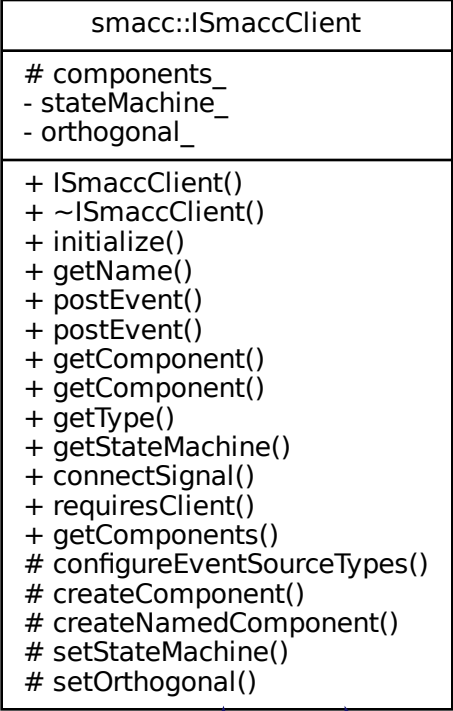 smacc::ISmaccClient
# components_
- stateMachine_
- orthogonal_
+ ISmaccClient()
+ ~ISmaccClient()
+ initialize()
+ getName()
+ postEvent()
+ postEvent()
+ getComponent()
+ getComponent()
+ getType()
+ getStateMachine()
+ connectSignal()
+ requiresClient()
+ getComponents()
# configureEventSourceTypes()
# createComponent()
# createNamedComponent()
# setStateMachine()
# setOrthogonal()